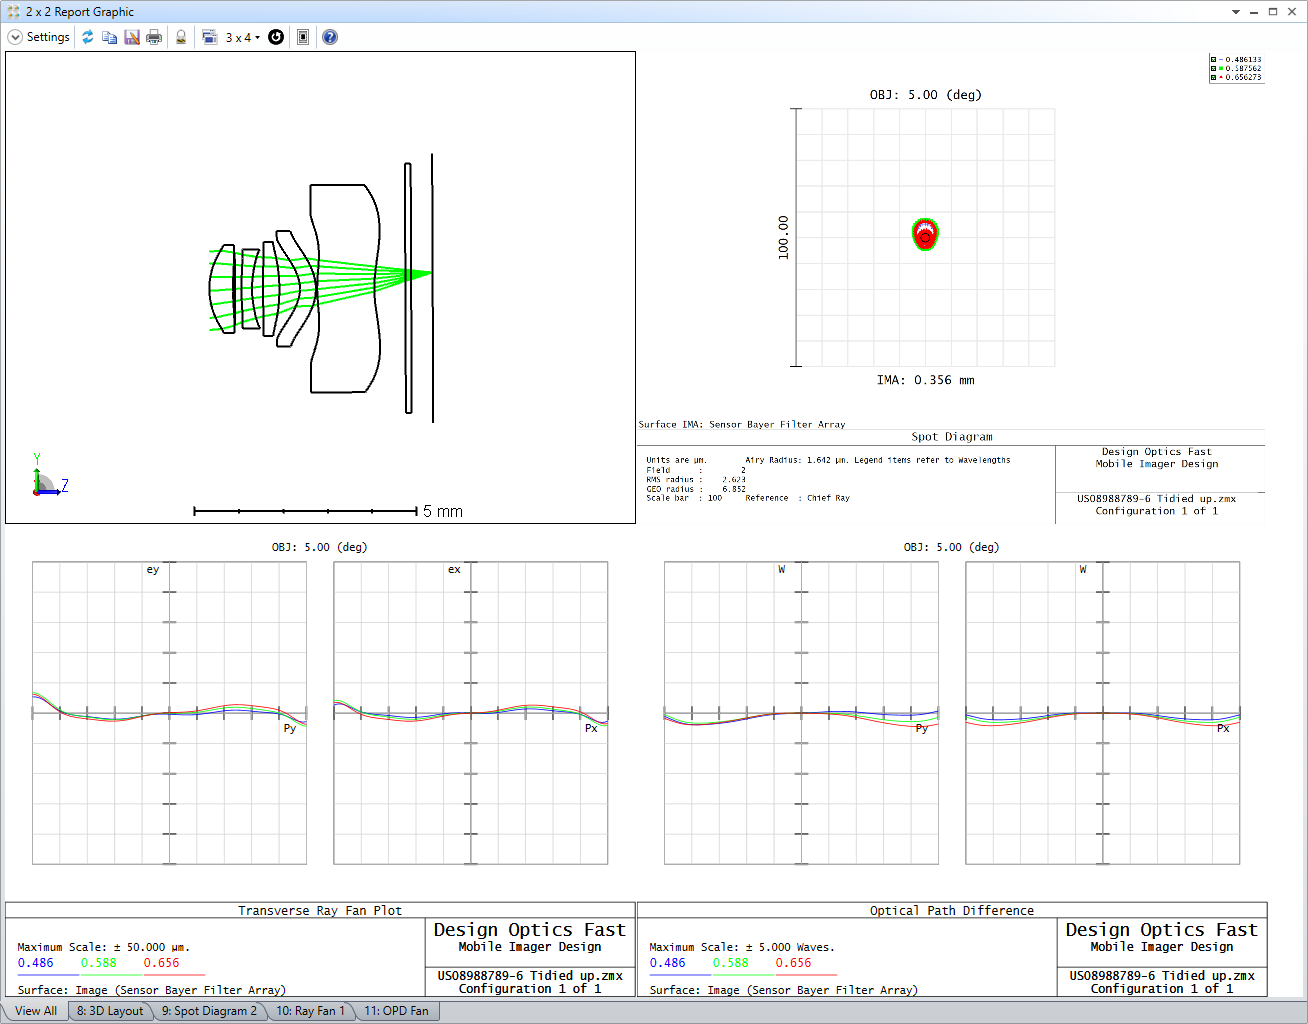 2 x 2 Report Graphic
Settings
3 x 4
Y
Z
5 mm
0.486133
0.587562
0.656273
OBJ: 5.00 (deg)
100.00
IMA: 0.356 mm
Surface IMA: Sensor Bayer Filter Array
Spot Diagram
Units are µm. Airy Radius: 1.642 µm. Legend items refer to Wavelengths
Field : 2
RMS radius : 2.623
GEO radius : 6.852
Scale bar : 100 Reference : Chief Ray
Design Optics Fast
Mobile Imager Design
US08988789-6 Tidied up.zmx
Configuration 1 of 1
OBJ: 5.00 (deg)
ey
Py
ex
Px
OBJ: 5.00 (deg)
W
Py
W
Px
Transverse Ray Fan Plot
Maximum Scale: ± 50.000 µm.
0.486 0.588 0.656
Surface: Image (Sensor Bayer Filter Array)
Design Optics Fast
Mobile Imager Design
US08988789-6 Tidied up.zmx
Configuration 1 of 1
Optical Path Difference
Maximum Scale: ± 5.000 Waves.
0.486 0.588 0.656
Surface: Image (Sensor Bayer Filter Array)
Design Optics Fast
Mobile Imager Design
US08988789-6 Tidied up.zmx
Configuration 1 of 1
View All
8: 3D Layout
9: Spot Diagram 2
10: Ray Fan 1
11: OPD Fan